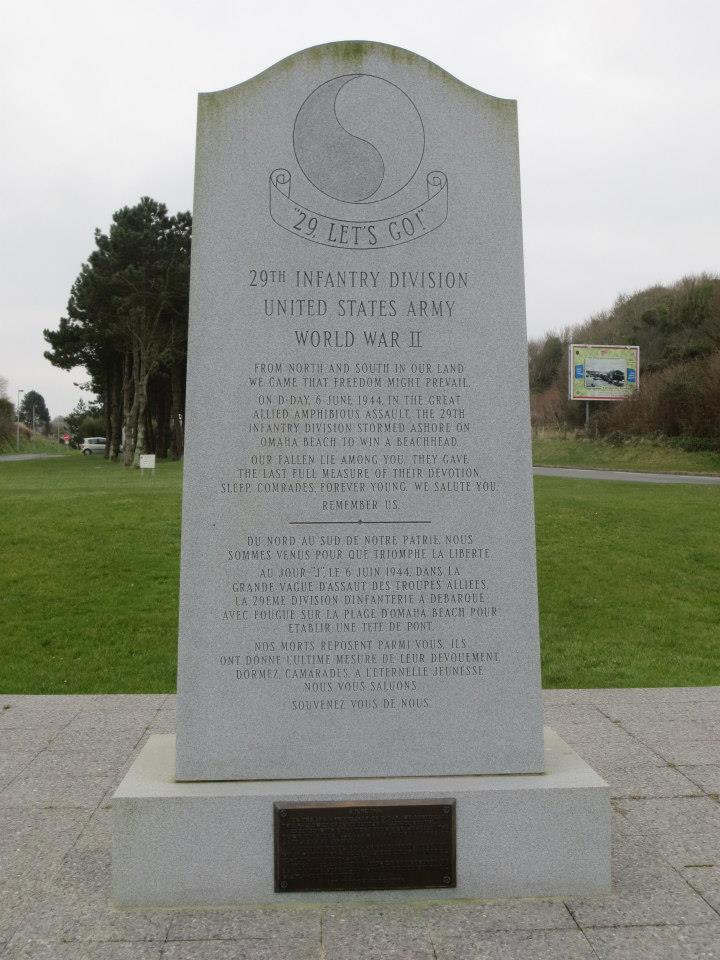 "29, LET'S GO!"
29TH INFANTRY DIVISION
UNITED STATES ARMY
WORLD WAR II
FROM NORTH AND SOUTH IN OUR LAND
WE CAME THAT FREEDOM MIGHT PREVAIL.
ON D-DAY, 6 JUNE 1944, IN THE GREAT
ALLIED AMPHIBIOUS ASSAULT, THE 29TH
INFANTRY DIVISION STORMED ASHORE ON
OMAHA BEACH TO WIN A BEACHHEAD.
OUR FALLEN LIE AMONG YOU. THEY GAVE
THE LAST FULL MEASURE OF THEIR DEVOTION.
SLEEP, COMRADES, FOREVER YOUNG. WE SALUTE YOU.
REMEMBER US.
DU NORD AU SUD DE NOTRE PATRIE, NOUS
SOMMES VENUS POUR QUE TRIOMPHE LA LIBERTE.
AU JOUR-"J", LE 6 JUIN 1944, DANS LA
GRANDE VAGUE D'ASSAUT DES TROUPES ALLIEES,
LA 29EME DIVISION D'INFANTERIE A DEBARQUE
AVEC FOUGUE SUR LA PLAGE D'OMAHA BEACH POUR
ETABLIR UNE TETE DE PONT.
NOS MORTS REPOSENT PARMI VOUS, ILS
ONT DONNE L'ULTIME MESURE DE LEUR DEVOUEMENT.
DORMEZ, CAMARADES, A L'ETERNELLE JEUNESSE.
NOUS VOUS SALUONS.
SOUVENEZ VOUS DE NOUS.